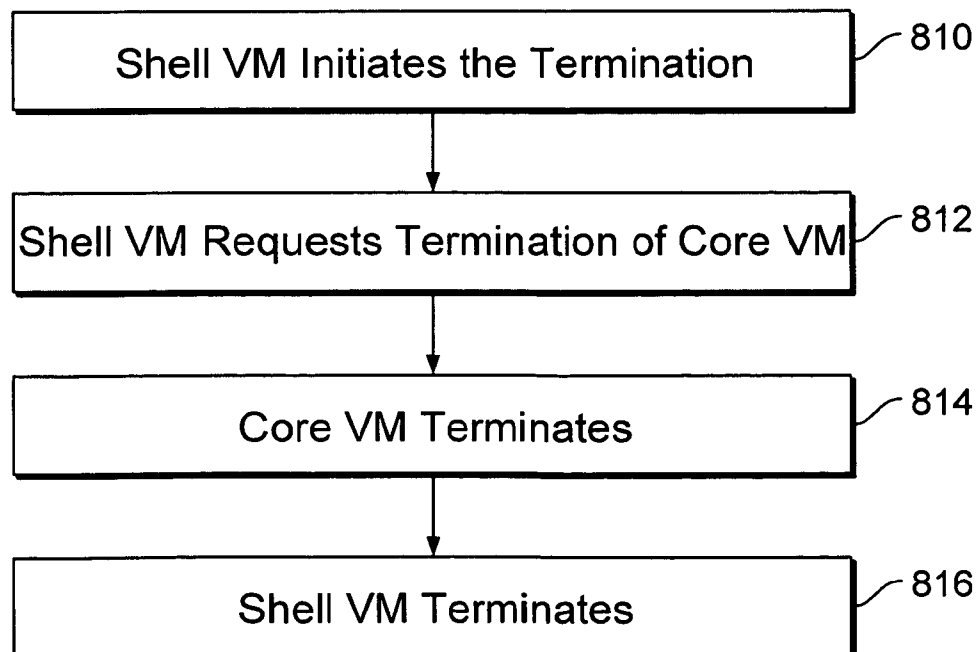 Shell VM Initiates the Termination
810
Shell VM Requests Termination of Core VM
812
Core VM Terminates
814
Shell VM Terminates
816